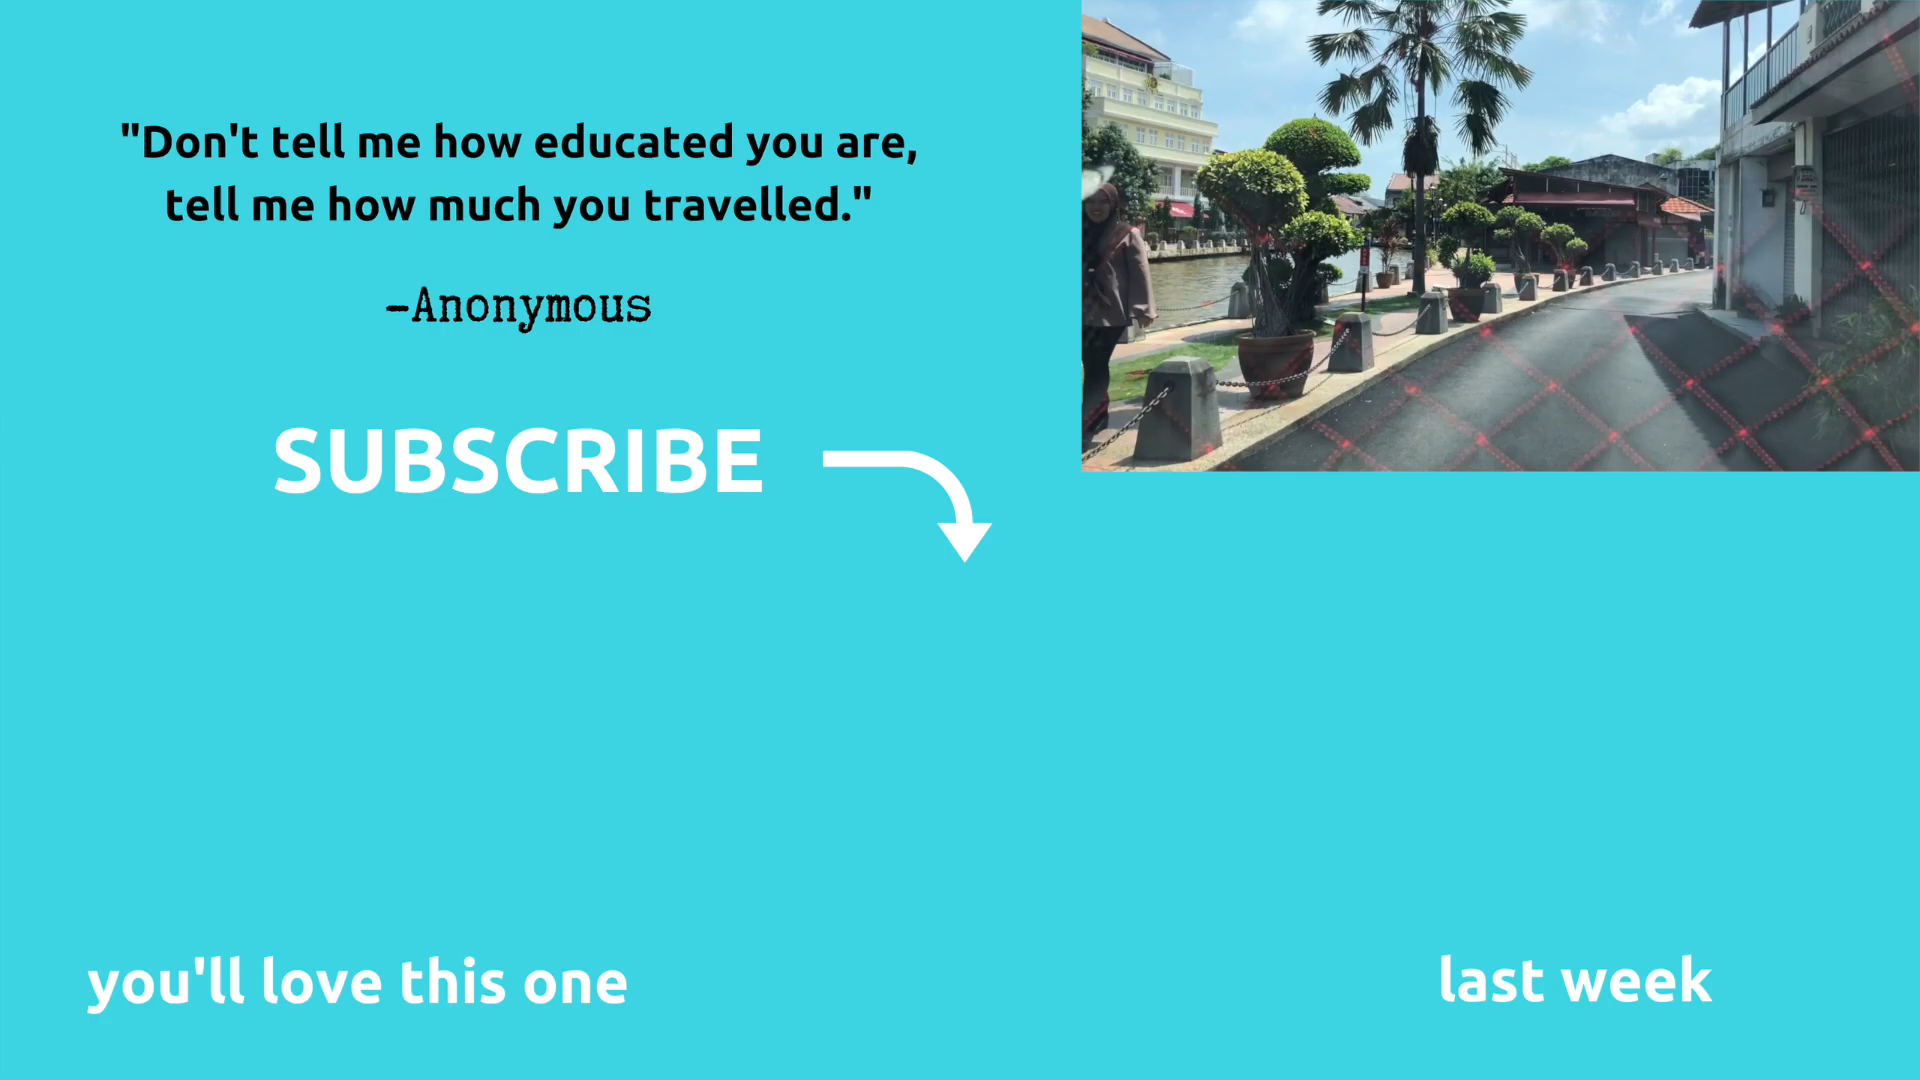 "Don't tell me how educated you are,
tell me how much you travelled."
-Anonymous
SUBSCRIBE
you'll love this one
last week